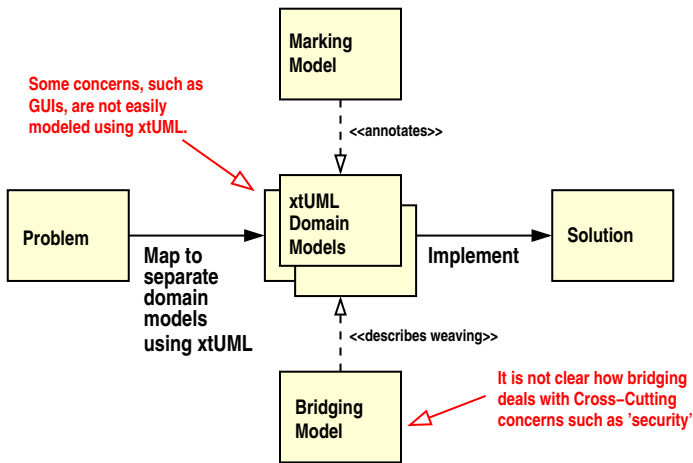 Marking
Model
Some concerns, such as
GUIs, are not easily
modeled using xtUML.
<<annotates>>
Problem
Map to
separate
domain
models
using xtUML
xtUML
Domain
Models
Implement
Solution
<<describes weaving>>
Bridging
Model
It is not clear how bridging
deals with Cross−Cutting
concerns such as 'security'